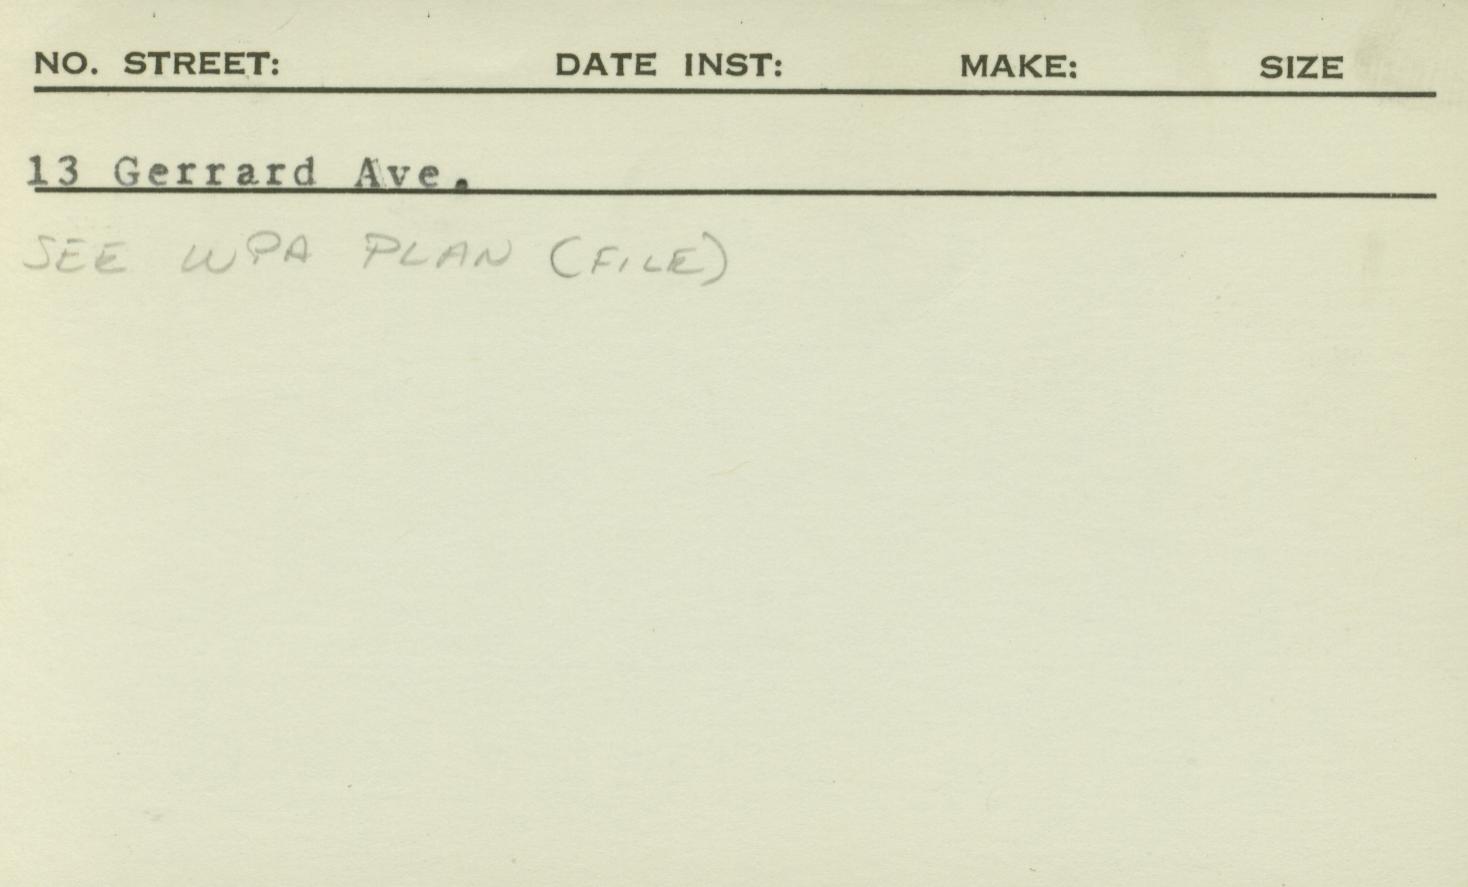 NO. STREET: DATE INST: MAKE: SIZE
13 Gerrard Ave.
SEE WPA PLAN (FILE)